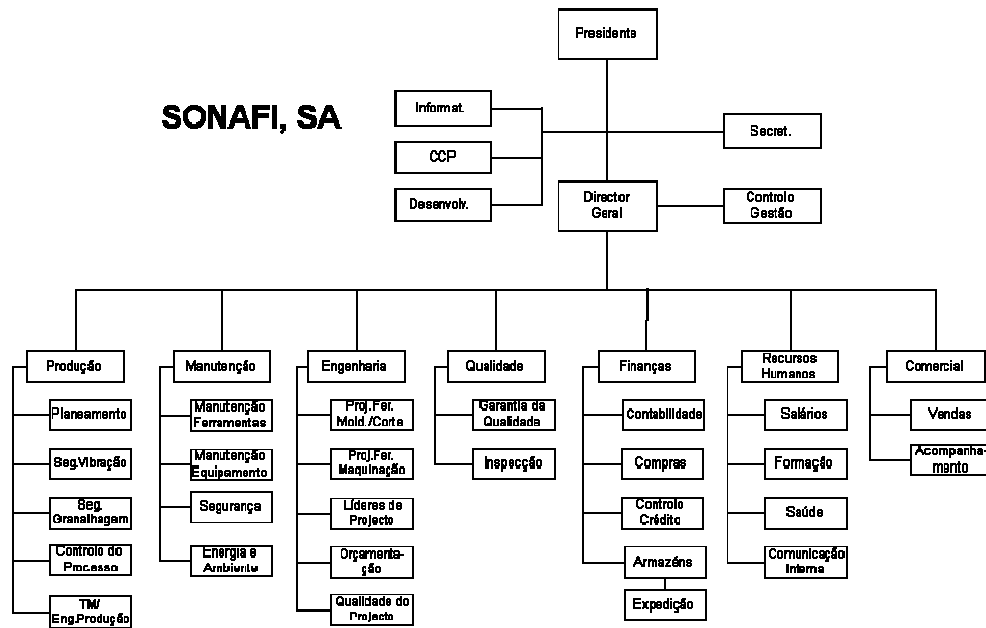 Presidente
SONAFI, SA
Informat.
Secret.
CCP
Desenvolv.
Director
Geral
Controlo
Gestão
Produção
Manutenção
Engenharia
Qualidade
Finanças
Recursos
Humanos
Comercial
Planeamento
Seg.Vibração
Seg.
Granalhagem
Controlo do
Processo
TM/
Eng.Produção
Manutenção
Ferramentas
Manutenção
Equipamento
Segurança
Energia e
Ambiente
Proj.Fer.
Mold./Corte
Proj.Fer.
Maquinação
Líderes de
Projecto
Orçamenta-
ção
Qualidade do
Projecto
Garantia da
Qualidade
Inspecção
Contabilidade
Compras
Controlo
Crédito
Armazéns
Expedição
Salários
Formação
Saúde
Comunicação
Interna
Vendas
Acompanha-
mento